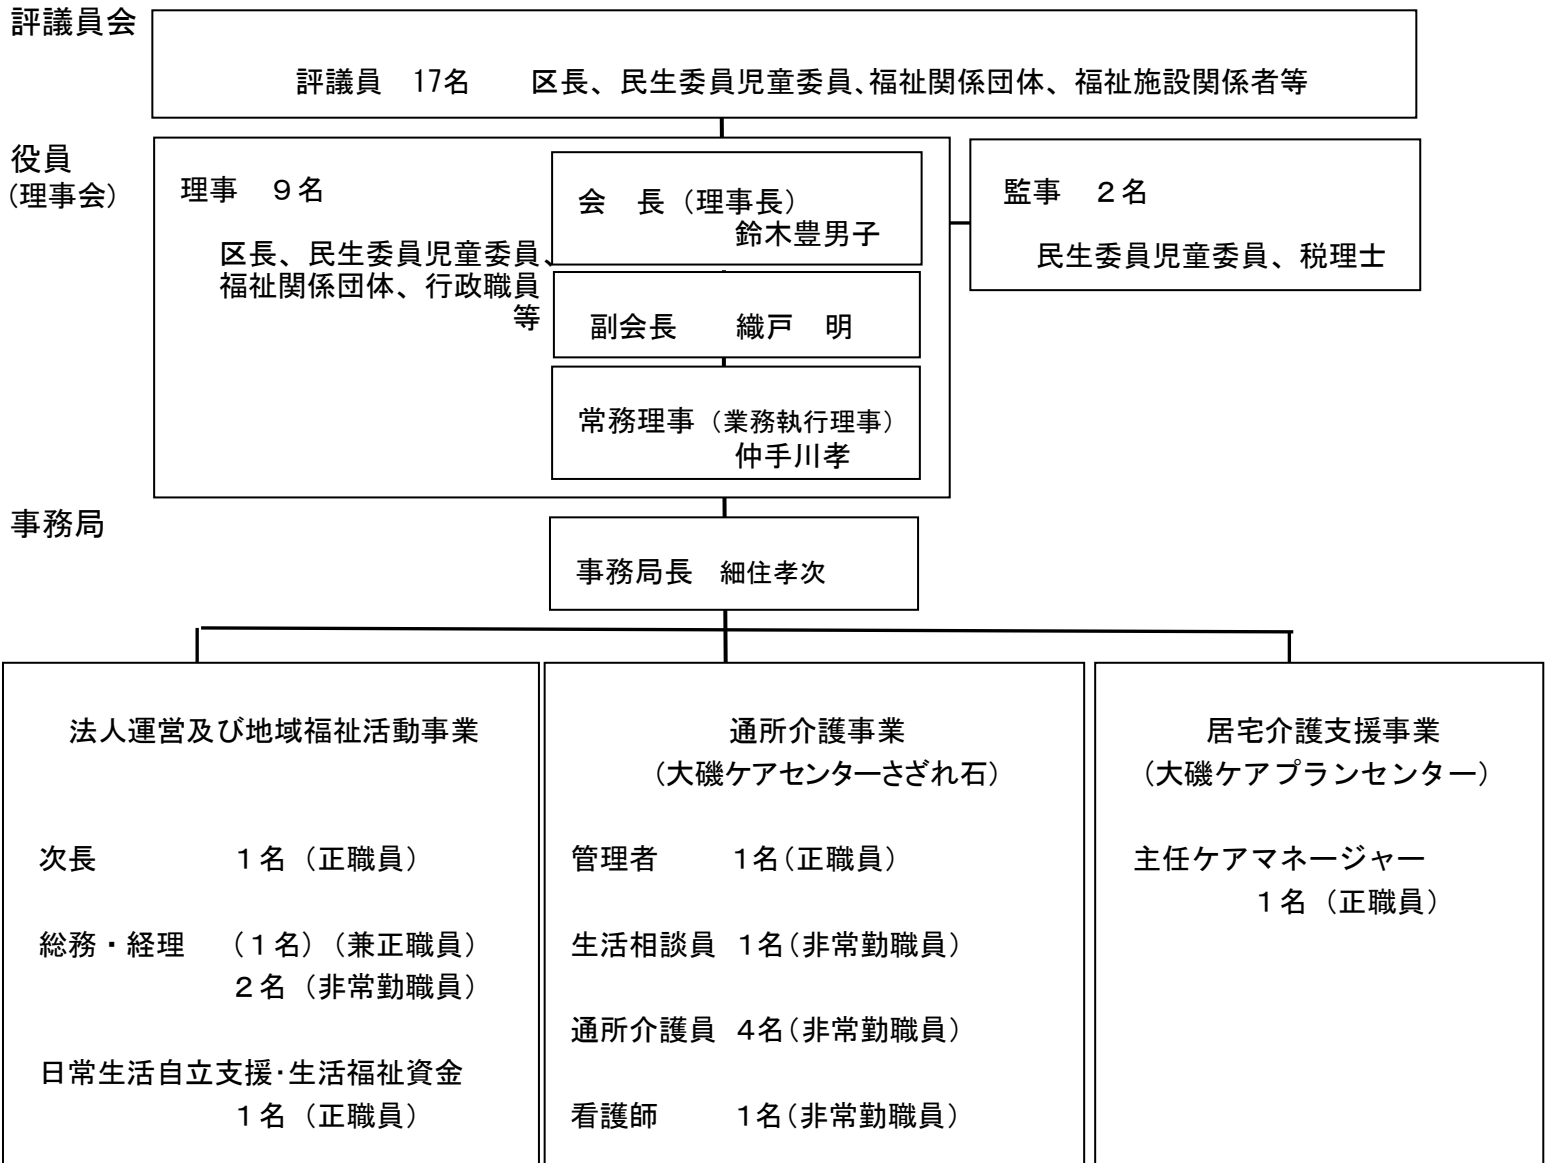 評議員会
評議員　17名　　区長、民生委員児童委員、福祉関係団体、福祉施設関係者等
役員
(理事会)
理事　９名
区長、民生委員児童委員、
福祉関係団体、行政職員
等
会　長（理事長）
鈴木豊男子
副会長　　織戸　明
常務理事（業務執行理事）
仲手川孝
監事　２名
民生委員児童委員、税理士
事務局
事務局長　細住孝次
法人運営及び地域福祉活動事業
次長　１名（正職員）
総務・経理　（１名）（兼正職員）
２名（非常勤職員）
日常生活自立支援･生活福祉資金
１名（正職員）
通所介護事業
（大磯ケアセンターさざれ石）
管理者　１名（正職員）
生活相談員　１名（非常勤職員）
通所介護員　４名（非常勤職員）
看護師　１名（非常勤職員）
居宅介護支援事業
（大磯ケアプランセンター）
主任ケアマネージャー
１名（正職員）